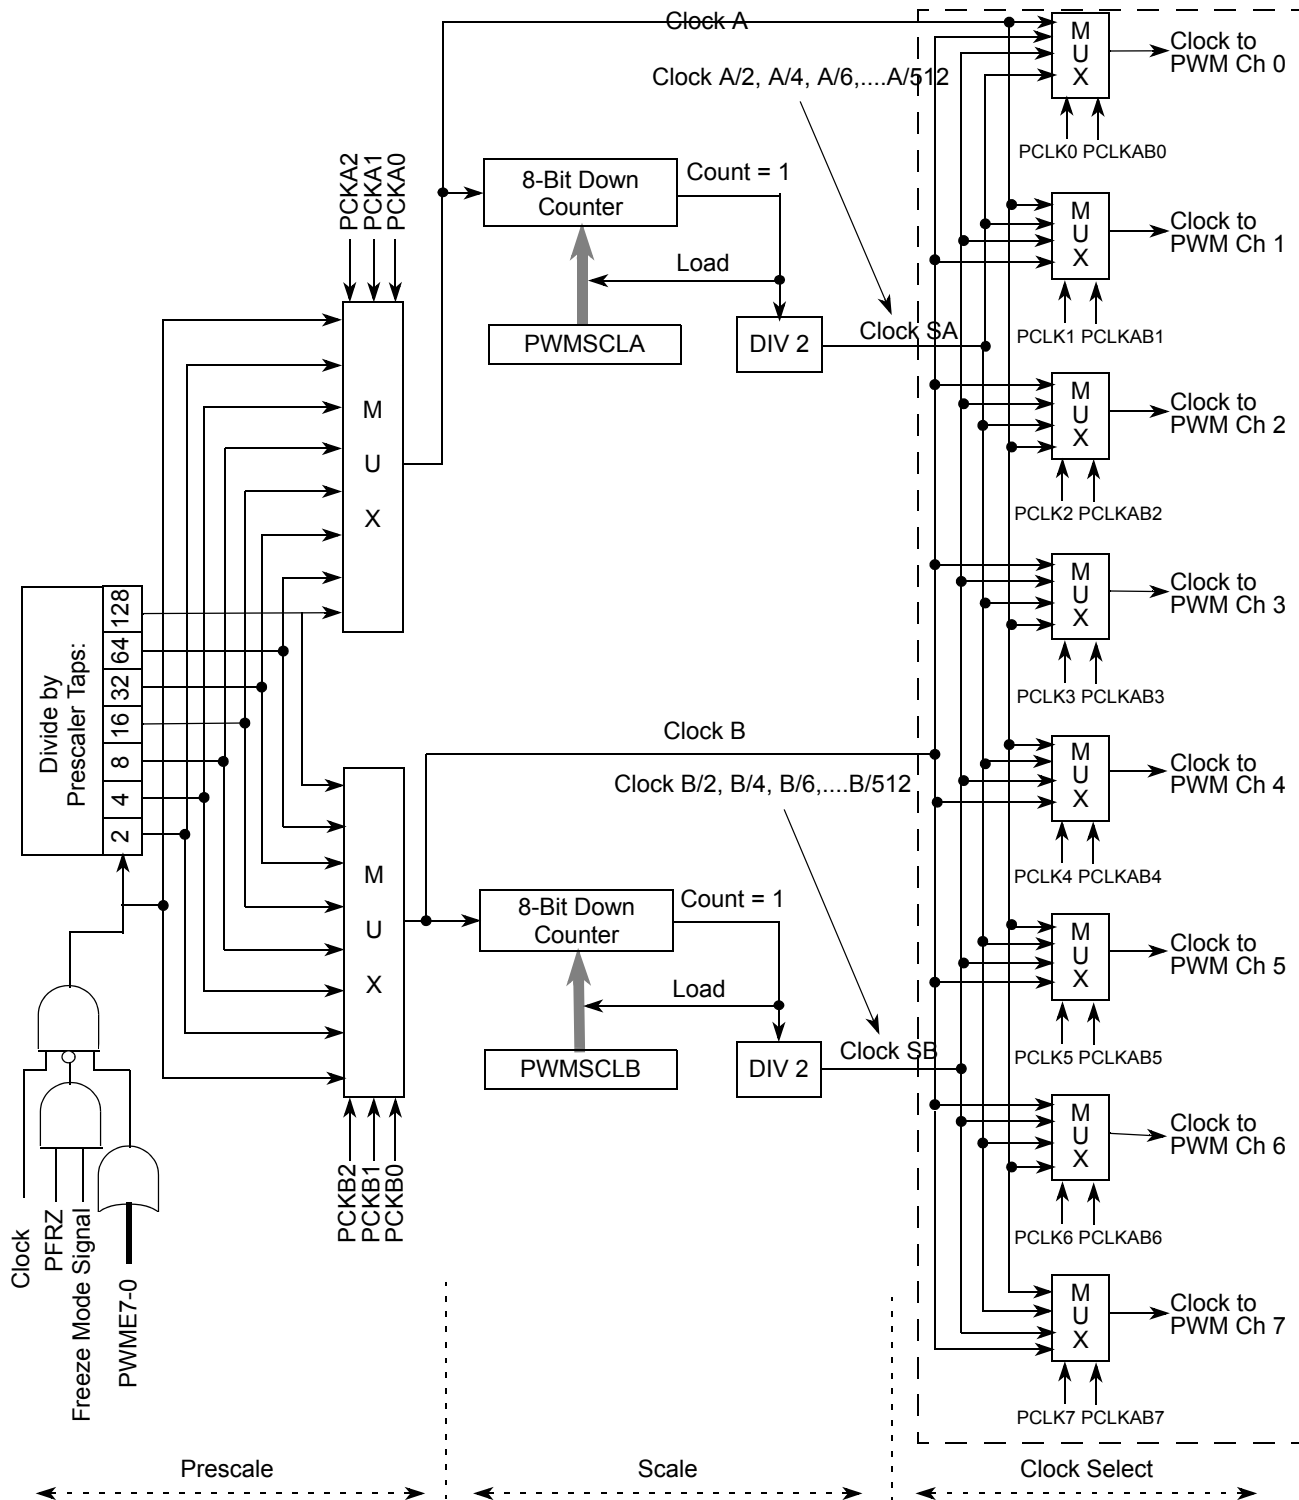 Clock A
Clock A/2, A/4, A/6,....A/512
PCKA2
PCKA1
PCKA0
8-Bit Down
Counter
Count = 1
Load
PWMSCLA
DIV 2
Clock SA
M
U
X
Divide by
Prescaler Taps:
128
64
32
16
8
4
2
Clock B
Clock B/2, B/4, B/6,....B/512
M
U
X
8-Bit Down
Counter
Count = 1
Load
PWMSCLB
DIV 2
Clock SB
PCKB2
PCKB1
PCKB0
Clock
PFRZ
Freeze Mode Signal
PWME7-0
M
U
X
Clock to
PWM Ch 0
PCLK0 PCLKAB0
M
U
X
Clock to
PWM Ch 1
PCLK1 PCLKAB1
M
U
X
Clock to
PWM Ch 2
PCLK2 PCLKAB2
M
U
X
Clock to
PWM Ch 3
PCLK3 PCLKAB3
M
U
X
Clock to
PWM Ch 4
PCLK4 PCLKAB4
M
U
X
Clock to
PWM Ch 5
PCLK5 PCLKAB5
M
U
X
Clock to
PWM Ch 6
PCLK6 PCLKAB6
M
U
X
Clock to
PWM Ch 7
PCLK7 PCLKAB7
Prescale
Scale
Clock Select